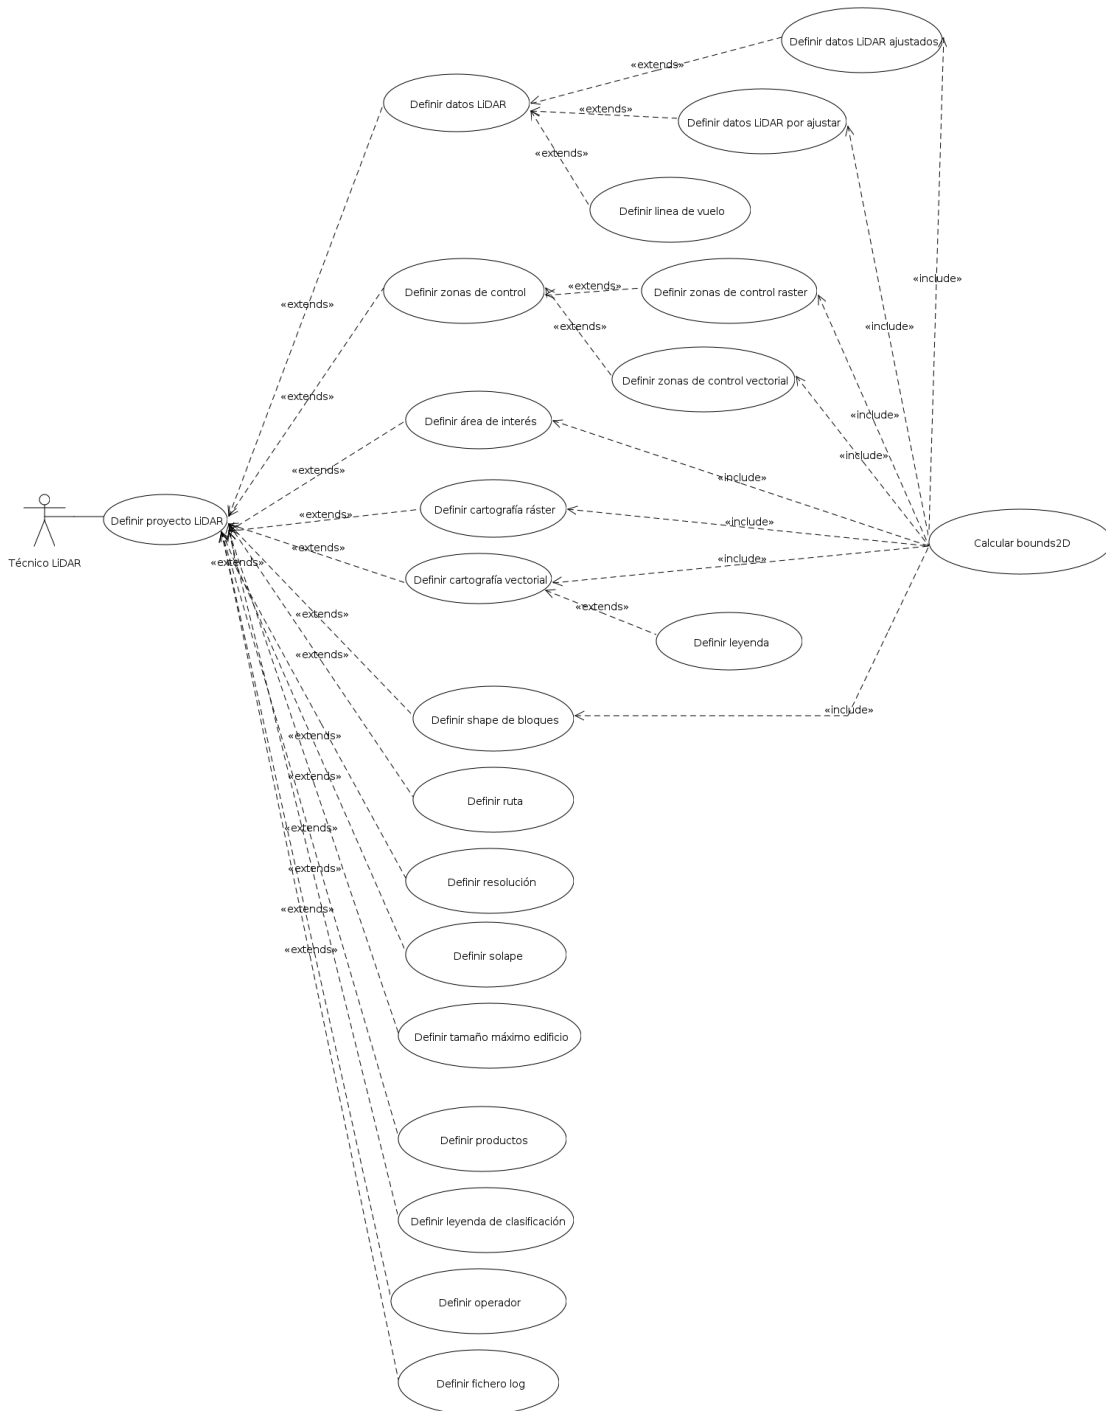 Definir datos LiDAR ajustados
«extends»
Definir datos LiDAR
«extends»
Definir datos LiDAR por ajustar
«extends»
Definir linea de vuelo
«include»
«extends»
Definir zonas de control
«extends»
Definir zonas de control raster
«extends»
«include»
Definir zonas de control vectorial
«extends»
«include»
Definir área de interés
«include»
«extends»
«include»
Definir proyecto LiDAR
«extends»
Definir cartografía ráster
«include»
Calcular bounds2D
Técnico LiDAR
«extends»
«extends»
Definir cartografía vectorial
«include»
«extends»
Definir leyenda
«extends»
Definir shape de bloques
«include»
«extends»
«extends»
Definir ruta
«extends»
«extends»
Definir resolución
«extends»
«extends»
Definir solape
Definir tamaño máximo edificio
Definir productos
Definir leyenda de clasificación
Definir operador
Definir fichero log